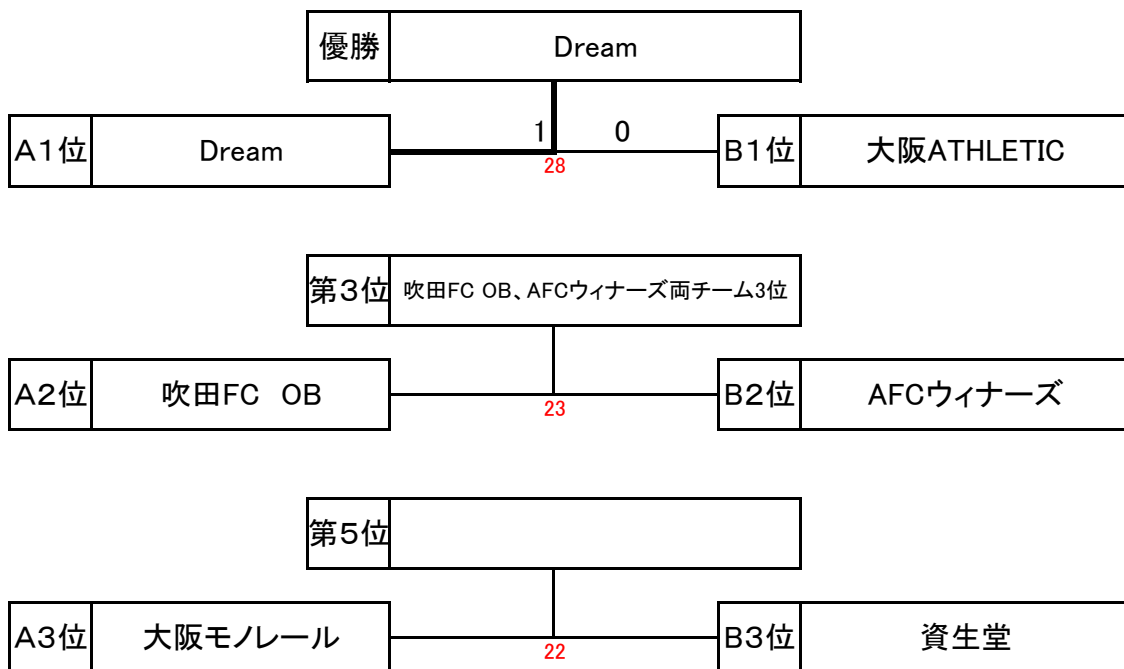 優勝 Dream
1 0
A1位 Dream B1位 大阪ATHLETIC
28
第3位 吹田FC OB、AFCウィナーズ両チーム3位
A2位 吹田FC OB B2位 AFCウィナーズ
23
第5位
A3位 大阪モノレール B3位 資生堂
22